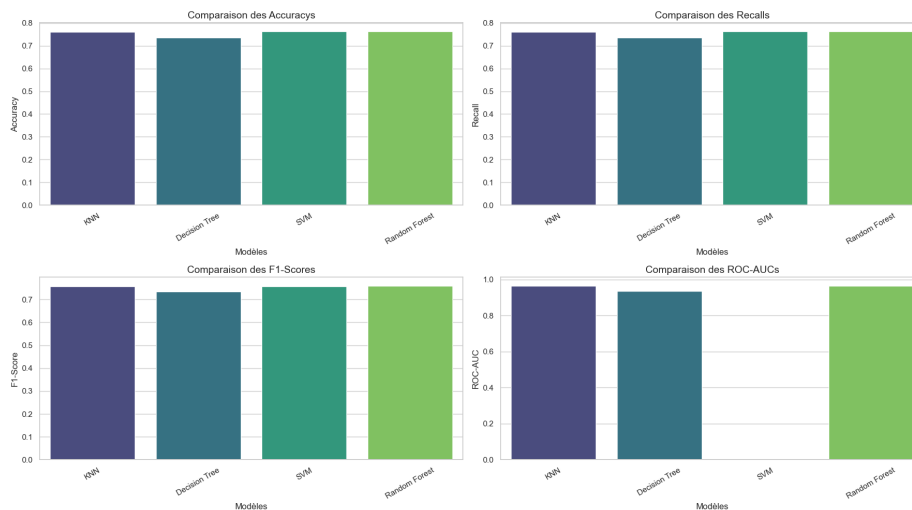 Comparaison des Accuracys
0.8
0.7
0.6
0.5
0.4
0.3
0.2
0.1
0.0
Accuracy
KNN
Decision Tree
SVM
Random Forest
Modèles
Comparaison des Recalls
0.8
0.7
0.6
0.5
0.4
0.3
0.2
0.1
0.0
Recall
KNN
Decision Tree
SVM
Random Forest
Modèles
Comparaison des F1-Scores
0.7
0.6
0.5
0.4
0.3
0.2
0.1
0.0
F1-Score
KNN
Decision Tree
SVM
Random Forest
Modèles
Comparaison des ROC-AUCs
1.0
0.8
0.6
0.4
0.2
0.0
ROC-AUC
KNN
Decision Tree
SVM
Random Forest
Modèles